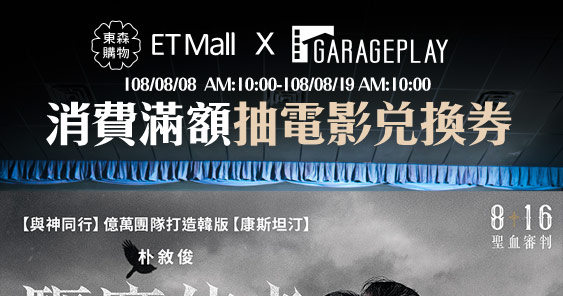 東森購物 ETMall X GARAGEPLAY
108/08/08 AM:10:00-108/08/19 AM:10:00
消費滿額抽電影兌換券
【與神同行】億萬團隊打造韓版【康斯坦汀】
朴敘俊
8+16
聖血審判